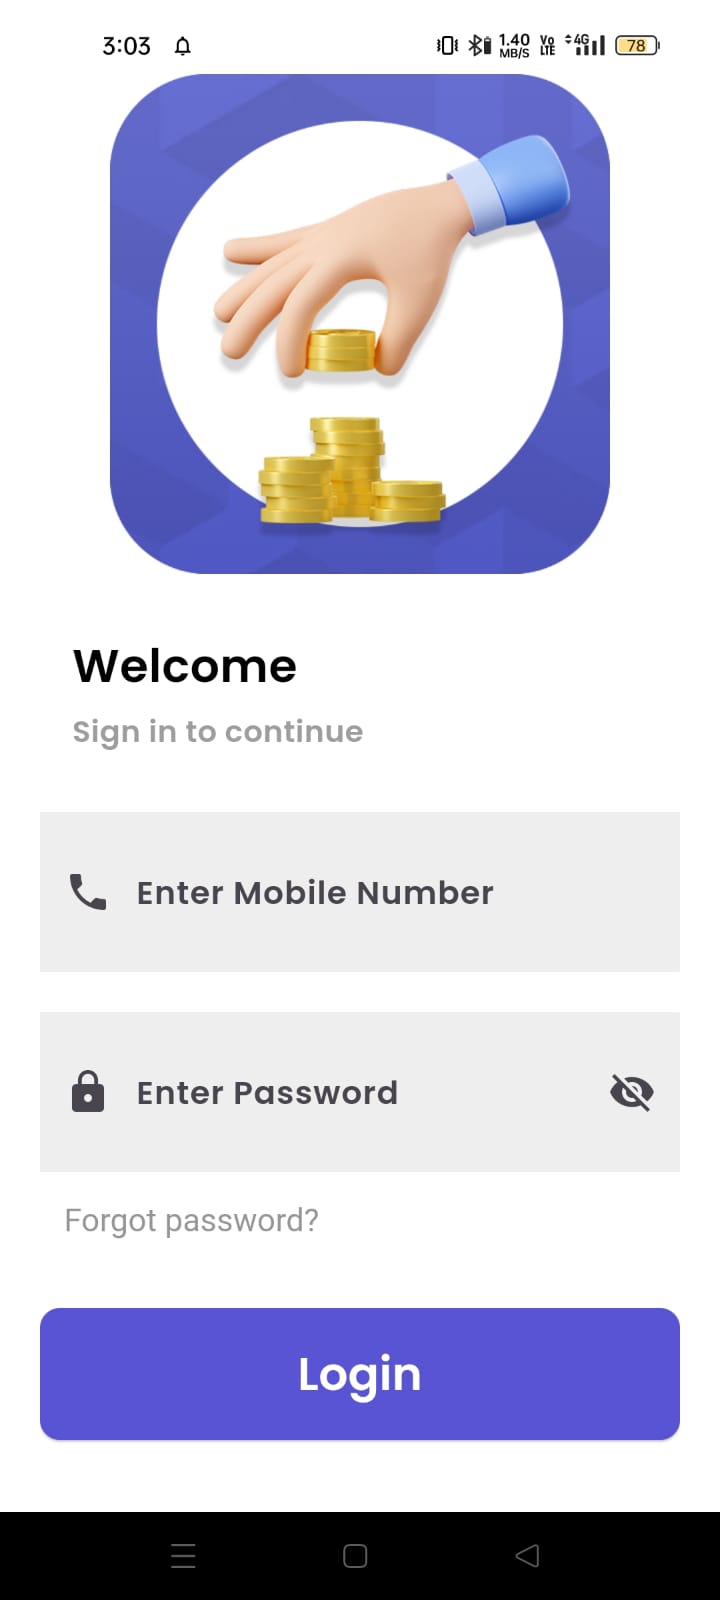 3:03 1.40 MB/S Vo LTE 4G 78
Welcome
Sign in to continue
Enter Mobile Number
Enter Password
Forgot password?
Login